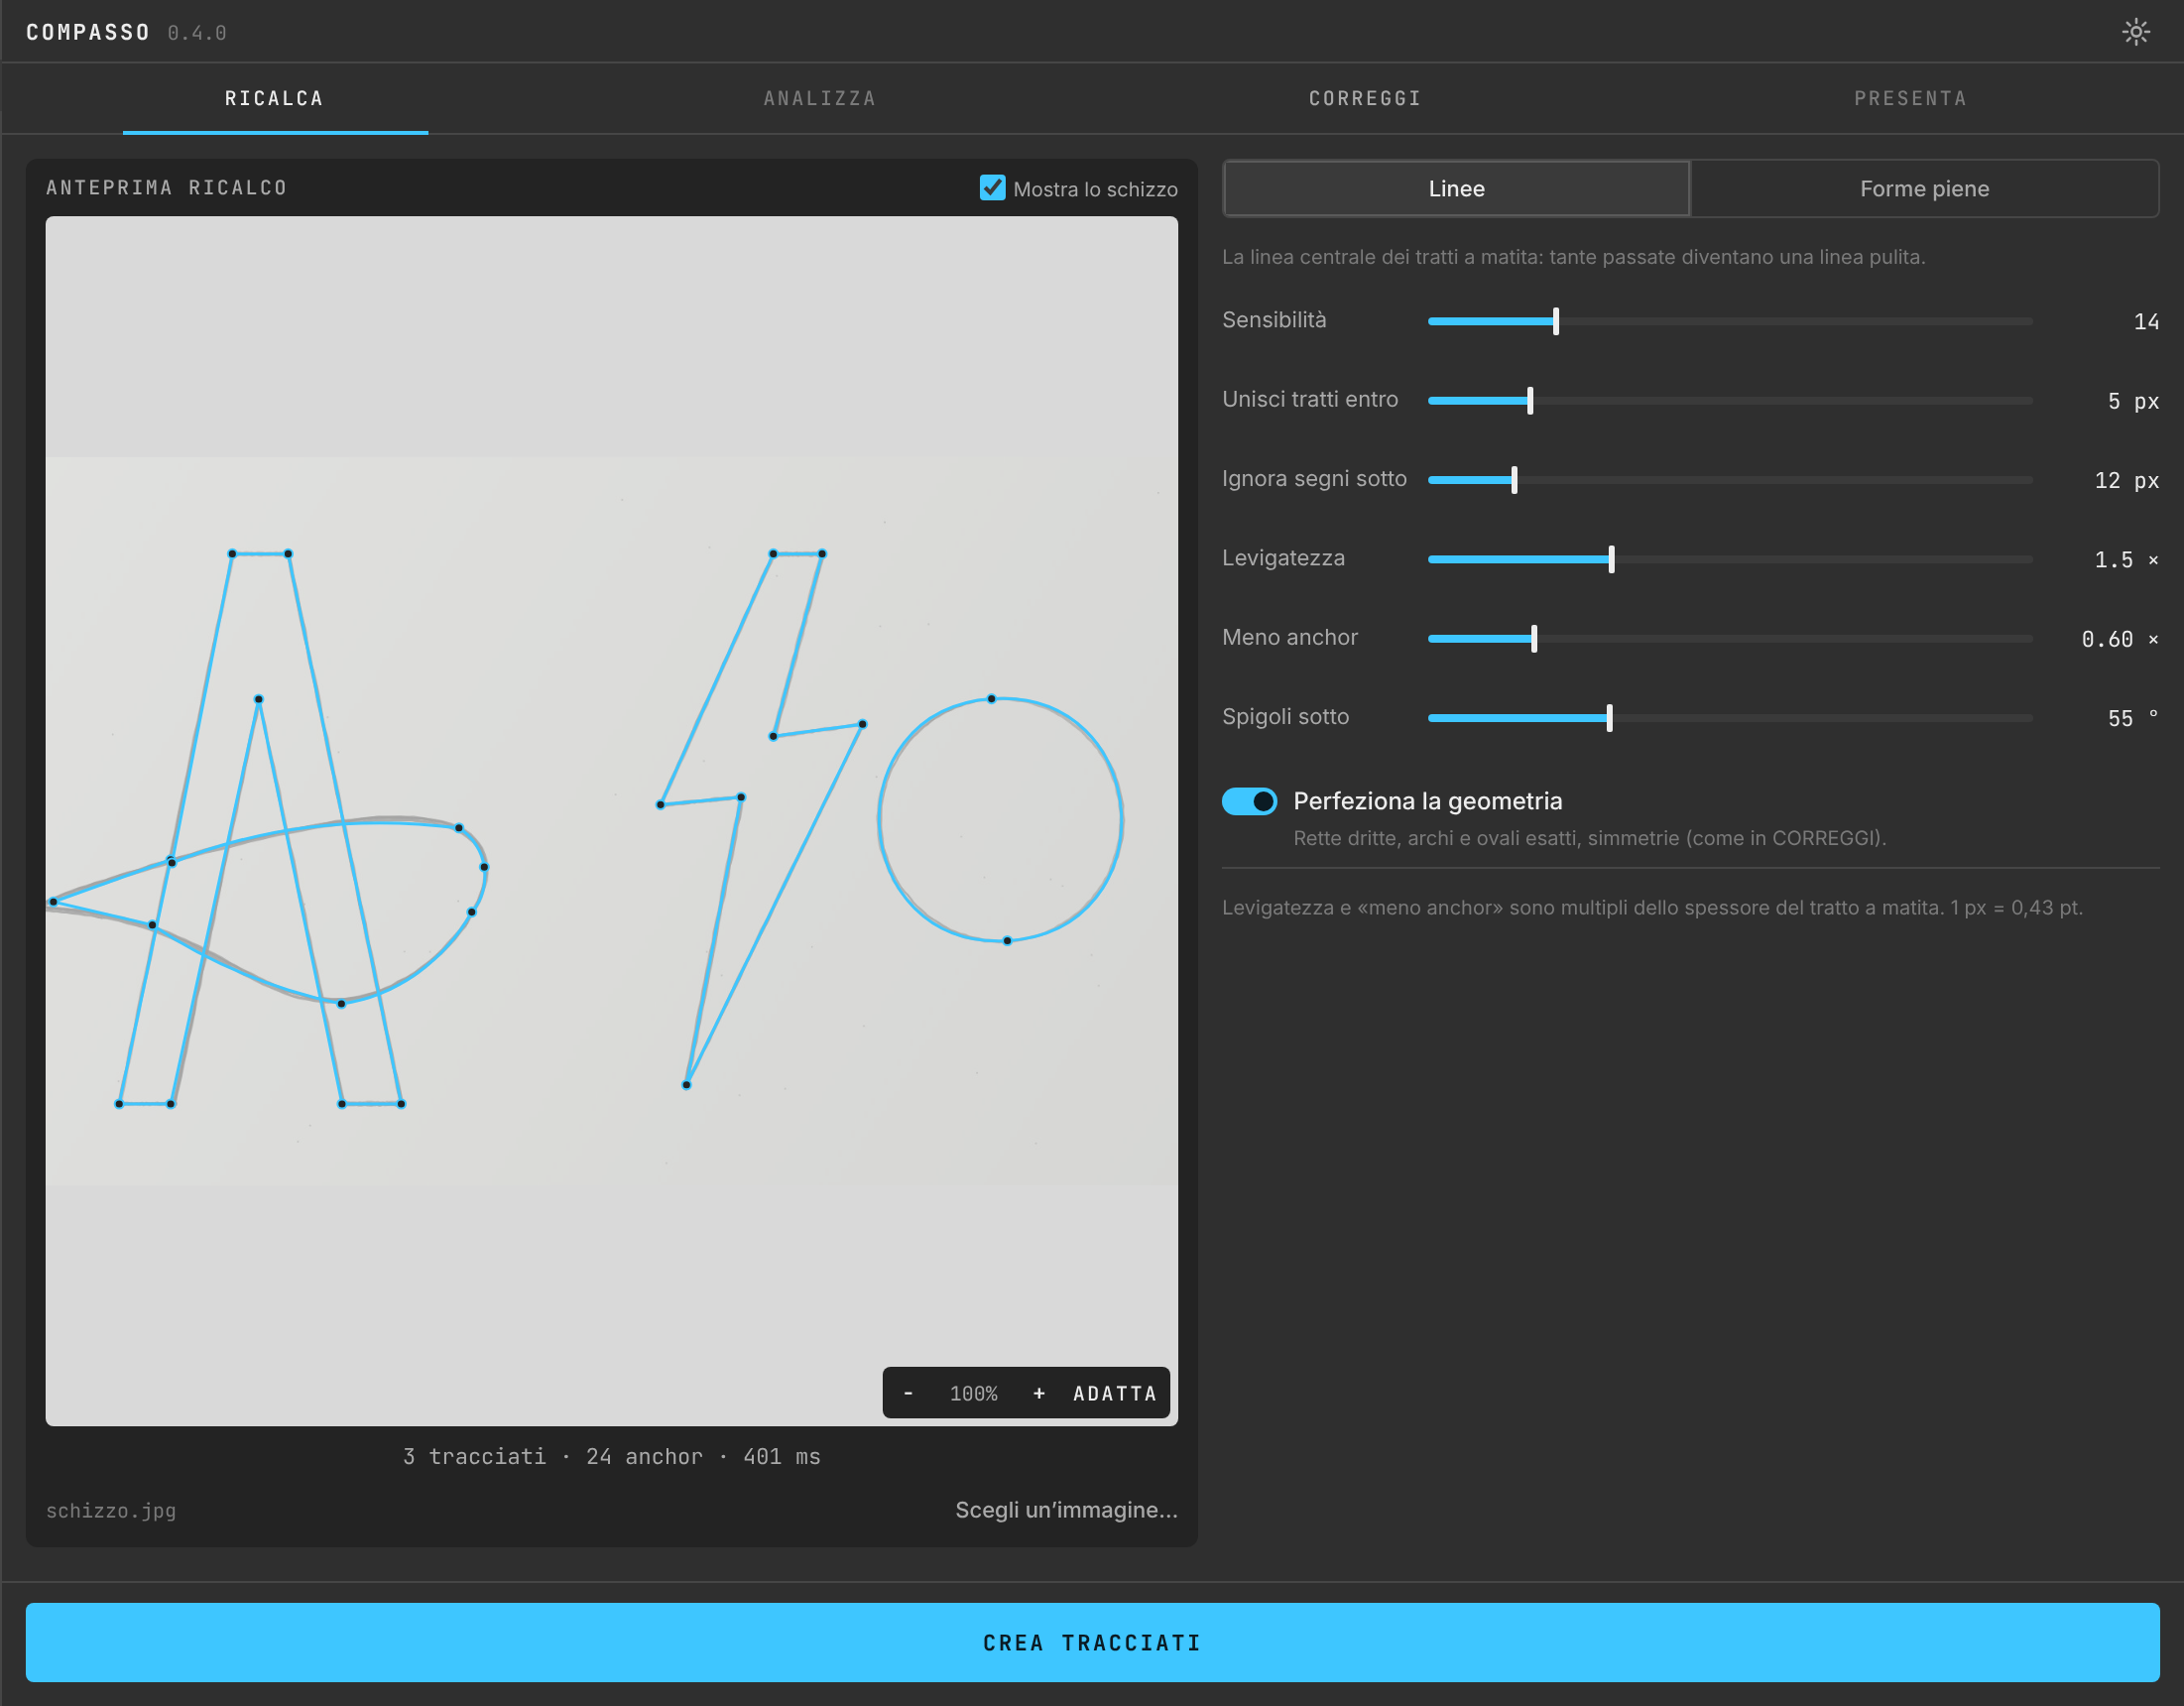 COMPASSO 0.4.0
RICALCA ANALIZZA CORREGGI PRESENTA
ANTEPRIMA RICALCO
Mostra lo schizzo
- 100% + ADATTA
3 tracciati · 24 anchor · 401 ms
schizzo.jpg
Scegli un’immagine...
Linee Forme piene
La linea centrale dei tratti a matita: tante passate diventano una linea pulita.
Sensibilità 14
Unisci tratti entro 5 px
Ignora segni sotto 12 px
Levigatezza 1.5 ×
Meno anchor 0.60 ×
Spigoli sotto 55 °
Perfeziona la geometria
Rette dritte, archi e ovali esatti, simmetrie (come in CORREGGI).
Levigatezza e «meno anchor» sono multipli dello spessore del tratto a matita. 1 px = 0,43 pt.
CREA TRACCIATI